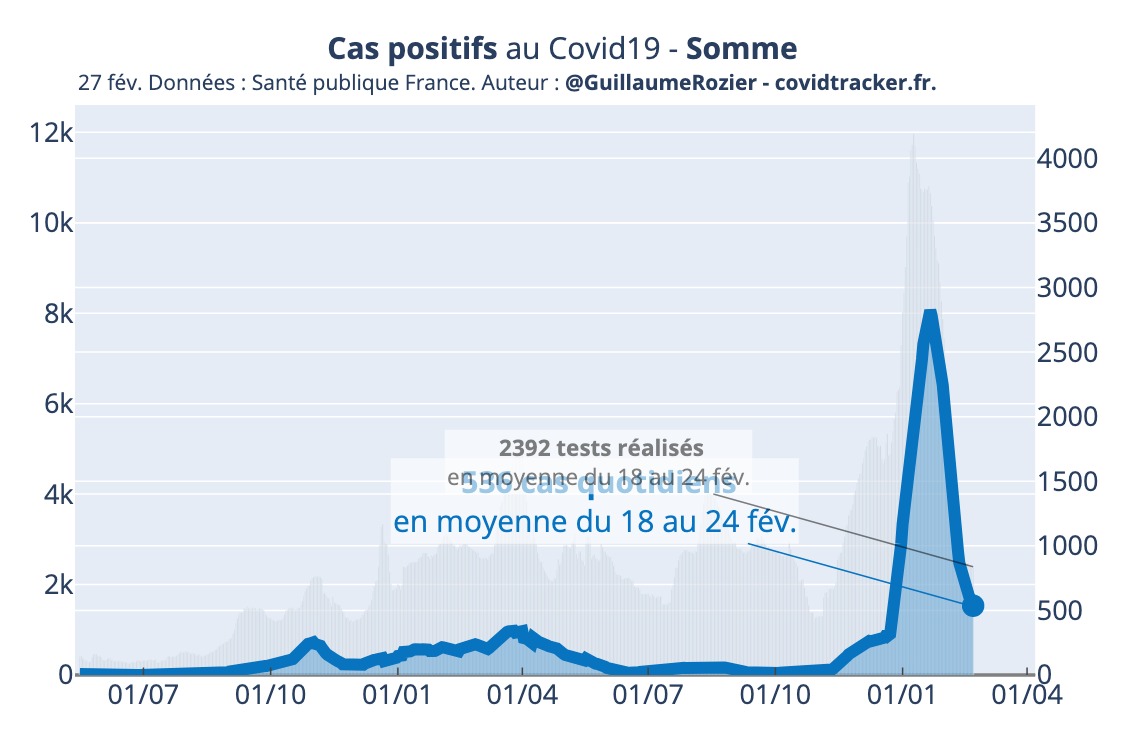 Cas positifs au Covid19 - Somme
27 fév. Données : Santé publique France. Auteur : @GuillaumeRozier - covidtracker.fr.
12k
10k
8k
6k
4k
2k
0
4000
3500
3000
2500
2000
1500
1000
500
0
2392 tests réalisés
en moyenne du 18 au 24 fév.
536 cas quotidiens
en moyenne du 18 au 24 fév.
01/07 01/10 01/01 01/04 01/07 01/10 01/01 01/04